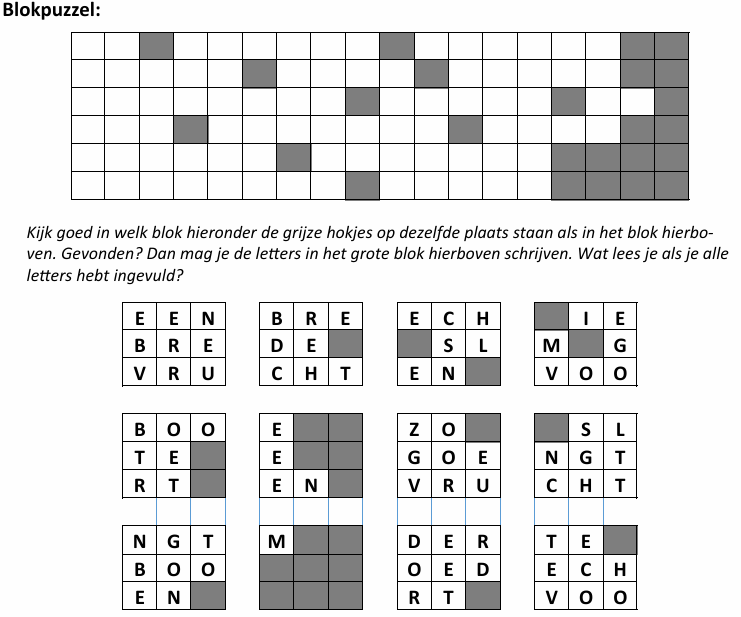 Blokpuzzel:
Kijk goed in welk blok hieronder de grijze hokjes op dezelfde plaats staan als in het blok hierbo-
ven. Gevonden? Dan mag je de letters in het grote blok hierboven schrijven. Wat lees je als je alle
letters hebt ingevuld?
E E N B R E E C H I E
B R E D E S L M G
V R U C H T E N V O O
B O O E Z O S L
T E E G O E N G T
R T E N V R U C H T
N G T M D E R T E
B O O O E D E C H
E N R T V O O